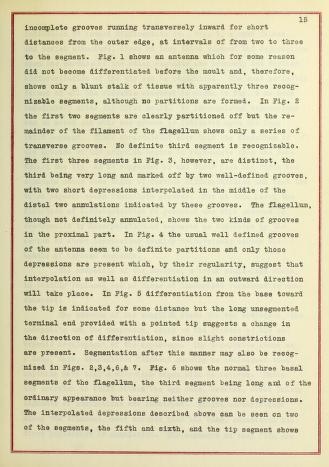 15
incomplete grooves running transversely inward for short
distances from the outer edge, at intervals of from two to three
to the segment. Fig. 1 shows an antenna which for some reason
did not become differentiated before the moult and, therefore,
shows only a blunt stalk of tissue with apparently three recog-
nizable segments, although no partitions are formed. In Fig. 2
the first two segments are clearly partitioned off but the re-
mainder of the filament of the flagellum shows only a series of
transverse grooves. No definite third segment is recognizable.
The first three segments in Fig. 3, however, are distinct, the
third being very long and marked off by two well-defined grooves,
with two short depressions interpolated in the middle of the
distal two annulations indicated by these grooves. The flagellum,
though not definitely annulated, shows the two kinds of grooves
in the proximal part. In Fig. 4 the usual well defined grooves
of the antenna seem to be definite partitions and only those
depressions are present which, by their regularity, suggest that
interpolation as well as differentiation in an outward direction
will take place. In Fig. 5 differentiation from the base toward
the tip is indicated for some distance but the long unsegmented
terminal end provided with a pointed tip suggests a change in
the direction of differentiation, since slight constrictions
are present. Segmentation after this manner may also be recog-
nized in Figs. 2,3,4,6,& 7. Fig. 6 shows the normal three basal
segments of the flagellum, the third segment being long and of the
ordinary appearance but bearing neither grooves nor depressions.
The interpolated depressions described above can be seen on two
of the segments, the fifth and sixth, and the tip segment shows